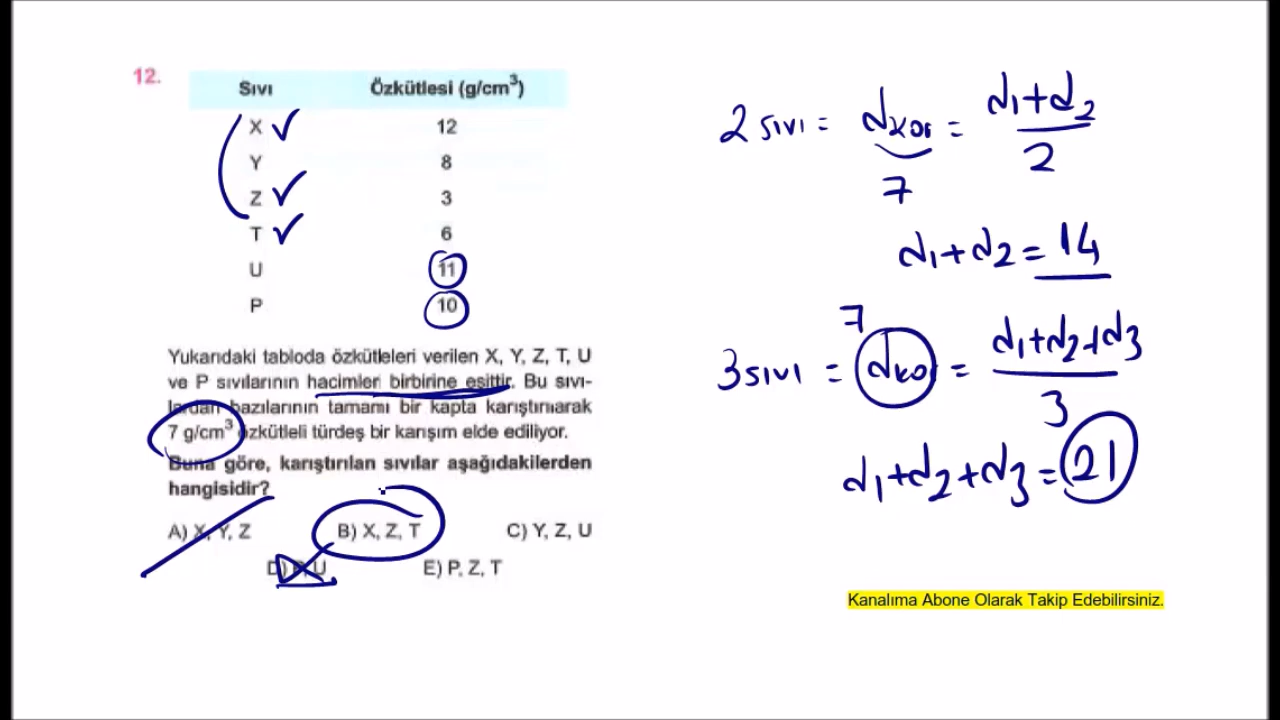 12.
Sıvı Özkütlesi (g/cm³)
X ✓ 12
Y 8
Z ✓ 3
T ✓ 6
U 11
P 10
Yukarıdaki tabloda özkütleleri verilen X, Y, Z, T, U
ve P sıvılarının hacimler birbirine eşittir. Bu sıvı-
lardan bazılarının tamamı bir kapta karıştırılarak
7 g/cm³ özkütleli türdeş bir karışım elde ediliyor.
Buna göre, karıştırılan sıvılar aşağıdakilerden
hangisidir?
A) X, Y, Z B) X, Z, T C) Y, Z, U
D) P, U E) P, Z, T
2 sıvı = dkar = d1+d2 / 2
7
d1+d2 = 14
7
3 sıvı = dkar = d1+d2+d3 / 3
d1+d2+d3 = 21
Kanalıma Abone Olarak Takip Edebilirsiniz.